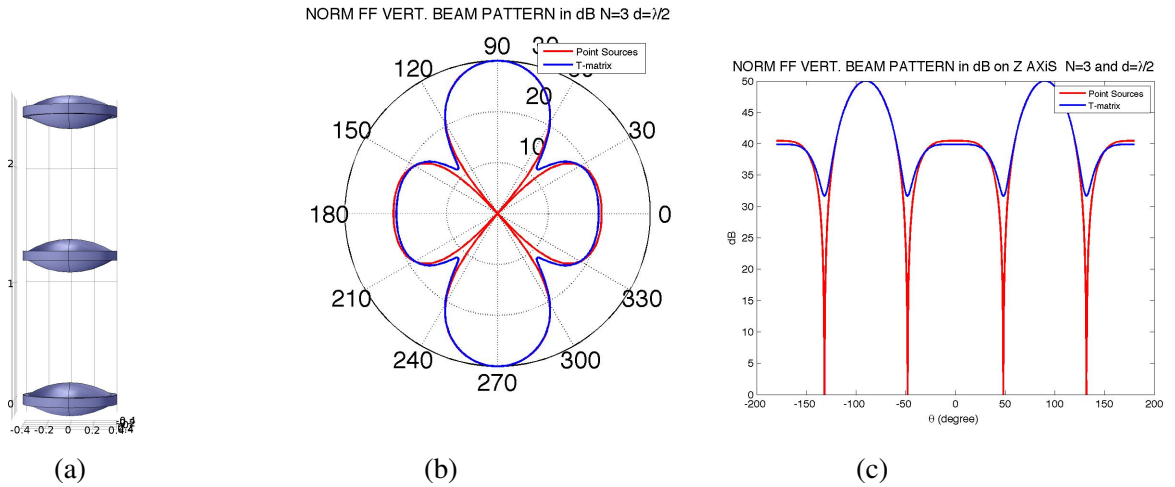 2
1
0
-0.4 -0.2 0 0.2 0.4
(a)
NORM FF VERT. BEAM PATTERN in dB N=3 d=λ/2
Point Sources
T-matrix
90
120
150
180
210
240
270
300
330
0
30
10
20
30
(b)
NORM FF VERT. BEAM PATTERN in dB on Z AXiS N=3 and d=λ/2
Point Sources
T-matrix
50
45
40
35
30
25
20
15
10
5
0
dB
-200 -150 -100 -50 0 50 100 150 200
θ (degree)
(c)